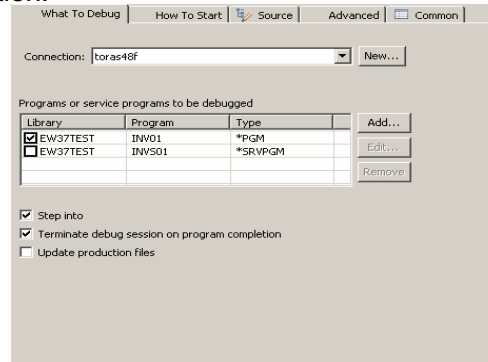 tion.
What To Debug How To Start Source Advanced Common
Connection: toras48f New...
Programs or service programs to be debugged
Library Program Type Add...
EW37TEST INV01 *PGM
EW37TEST INVS01 *SRVPGM Edit...
Remove
Step into
Terminate debug session on program completion
Update production files